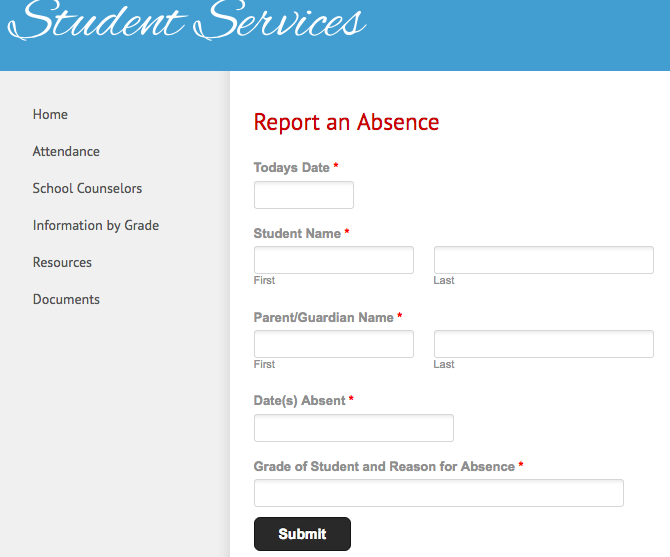 Student Services
Home
Attendance
School Counselors
Information by Grade
Resources
Documents
Report an Absence
Todays Date *
Student Name *
First Last
Parent/Guardian Name *
First Last
Date(s) Absent *
Grade of Student and Reason for Absence *
Submit